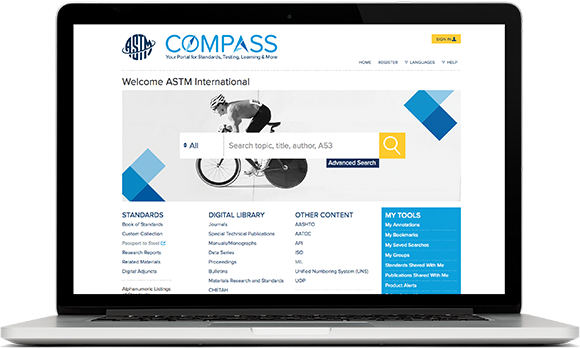 ASTM COMPASS
Your Portal for Standards, Testing, Learning & More
SIGN IN
HOME REGISTER LANGUAGES HELP
Welcome ASTM International
All Search topic, title, author, A53
Advanced Search
STANDARDS
Book of Standards
Custom Collection
Passport to Steel
Research Reports
Related Materials
Digital Adjuncts
Alphanumeric Listings
DIGITAL LIBRARY
Journals
Special Technical Publications
Manuals/Monographs
Data Series
Proceedings
Bulletins
Materials Research and Standards
CHETAH
OTHER CONTENT
AASHTO
AATCC
API
ISO
MIL
Unified Numbering System (UNS)
UOP
MY TOOLS
My Annotations
My Bookmarks
My Saved Searches
My Groups
Standards Shared With Me
Publications Shared With Me
Product Alerts